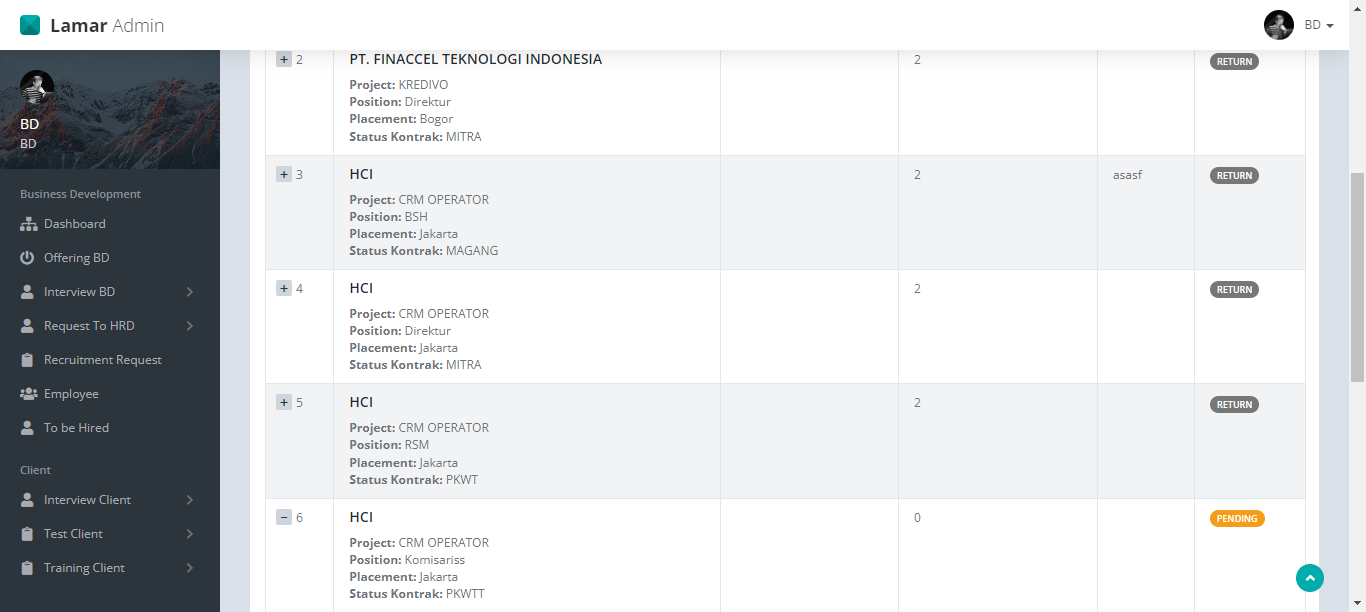 Lamar Admin
BD
BD
BD
Business Development
Dashboard
Offering BD
Interview BD
Request To HRD
Recruitment Request
Employee
To be Hired
Client
Interview Client
Test Client
Training Client
+ 2 PT. FINACCEL TEKNOLOGI INDONESIA 2 RETURN
Project: KREDIVO
Position: Direktur
Placement: Bogor
Status Kontrak: MITRA
+ 3 HCI 2 asasf RETURN
Project: CRM OPERATOR
Position: BSH
Placement: Jakarta
Status Kontrak: MAGANG
+ 4 HCI 2 RETURN
Project: CRM OPERATOR
Position: Direktur
Placement: Jakarta
Status Kontrak: MITRA
+ 5 HCI 2 RETURN
Project: CRM OPERATOR
Position: RSM
Placement: Jakarta
Status Kontrak: PKWT
− 6 HCI 0 PENDING
Project: CRM OPERATOR
Position: Komisariss
Placement: Jakarta
Status Kontrak: PKWTT